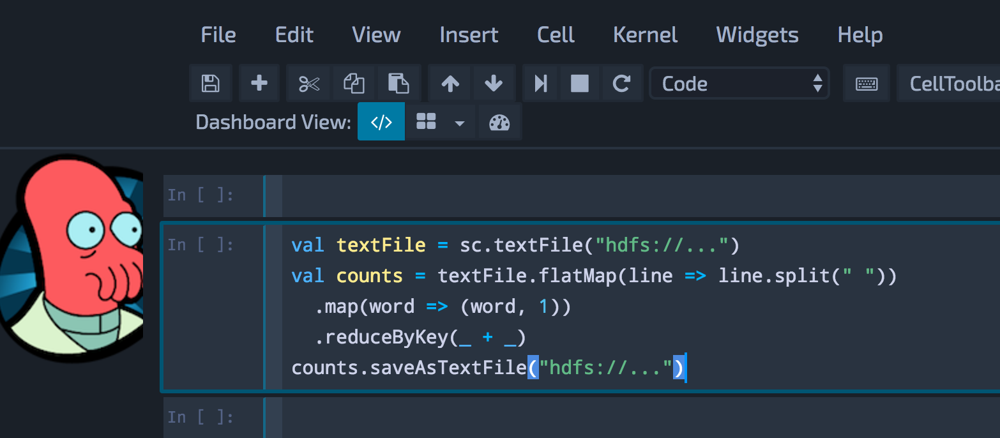 File Edit View Insert Cell Kernel Widgets Help
Code CellToolba
Dashboard View: </>
In [ ]:
In [ ]: val textFile = sc.textFile("hdfs://...")
val counts = textFile.flatMap(line => line.split(" "))
.map(word => (word, 1))
.reduceByKey(_ + _)
counts.saveAsTextFile("hdfs://...")
In [ ]: